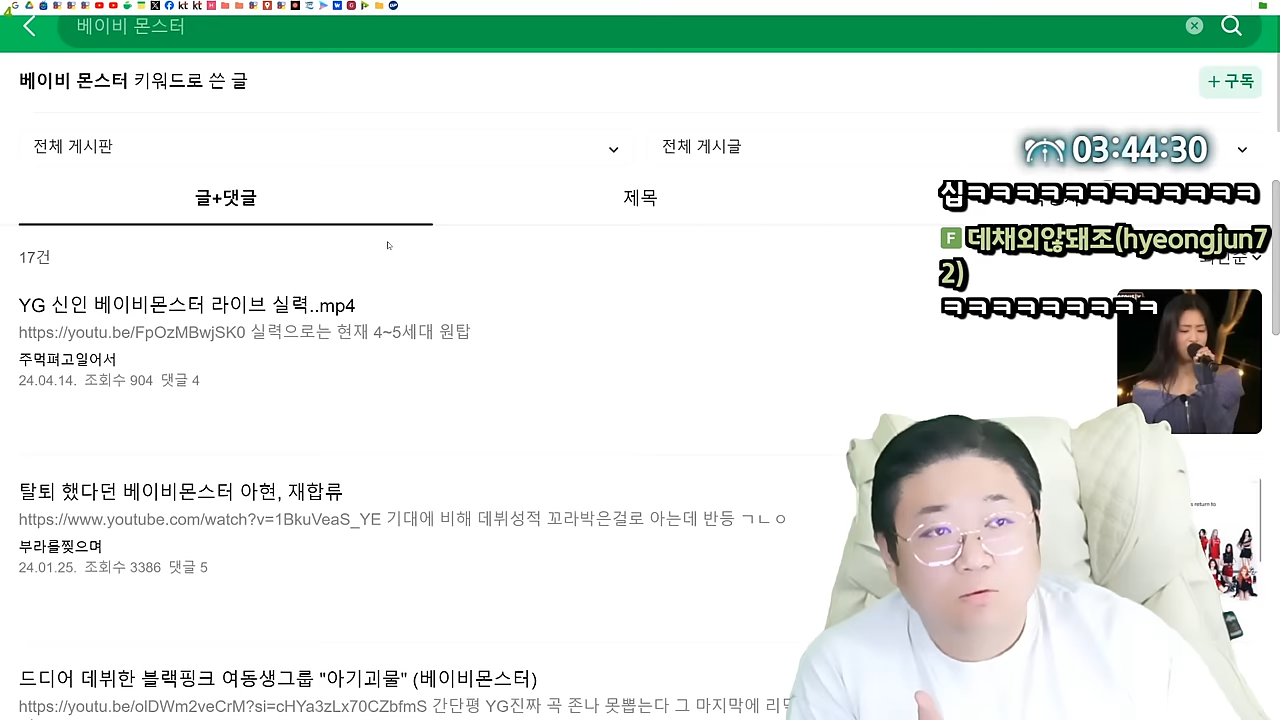 베이비 몬스터
베이비 몬스터 키워드로 쓴 글
+ 구독
전체 게시판
전체 게시글
03:44:30
글+댓글
제목
십ㅋㅋㅋㅋㅋㅋㅋㅋㅋㅋㅋㅋ
F 데채외않돼조(hyeongjun7
2)
ㅋㅋㅋㅋㅋㅋㅋㅋㅋ
17건
YG 신인 베이비몬스터 라이브 실력..mp4
https://youtu.be/FpOzMBwjSK0 실력으로는 현재 4~5세대 원탑
주먹펴고일어서
24.04.14. 조회수 904 댓글 4
탈퇴 했다던 베이비몬스터 아현, 재합류
https://www.youtube.com/watch?v=1BkuVeaS_YE 기대에 비해 데뷔성적 꼬라박은걸로 아는데 반등 ㄱㄴㅇ
부라를찢으며
24.01.25. 조회수 3386 댓글 5
드디어 데뷔한 블랙핑크 여동생그룹 "아기괴물" (베이비몬스터)
https://youtu.be/olDWm2veCrM?si=cHYa3zLx70CZbfmS 간단평 YG진짜 곡 존나 못뽑는다 그 마지막에